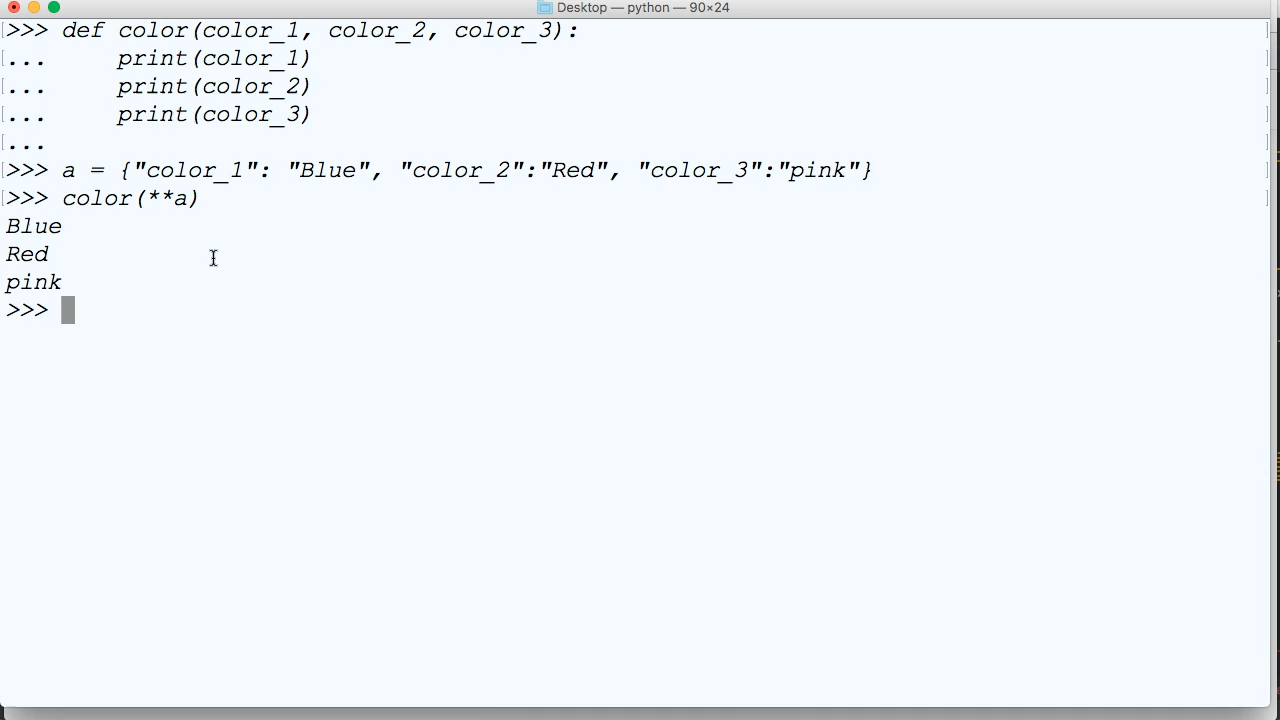 Desktop — python — 90×24
>>> def color(color_1, color_2, color_3):
...     print(color_1)
...     print(color_2)
...     print(color_3)
...
>>> a = {"color_1": "Blue", "color_2":"Red", "color_3":"pink"}
>>> color(**a)
Blue
Red
pink
>>>